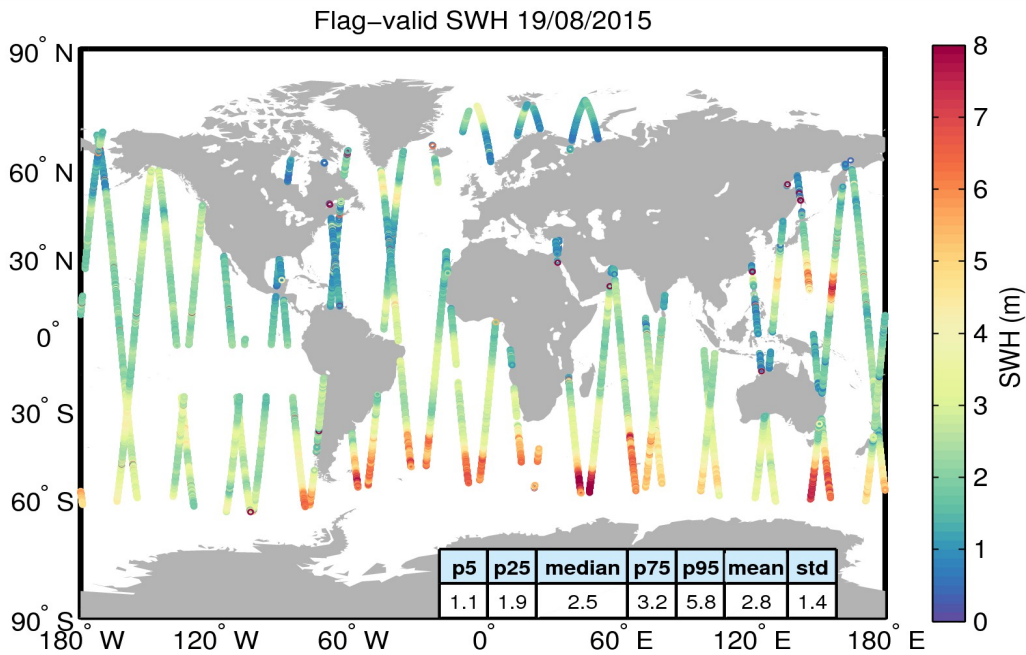 Flag−valid SWH 19/08/2015
90° N
60° N
30° N
0°
30° S
60° S
90° S
180° W
120° W
60° W
0°
60° E
120° E
180° E
8
7
6
5
4
3
2
1
0
SWH (m)
p5 p25 median p75 p95 mean std
1.1 1.9 2.5 3.2 5.8 2.8 1.4